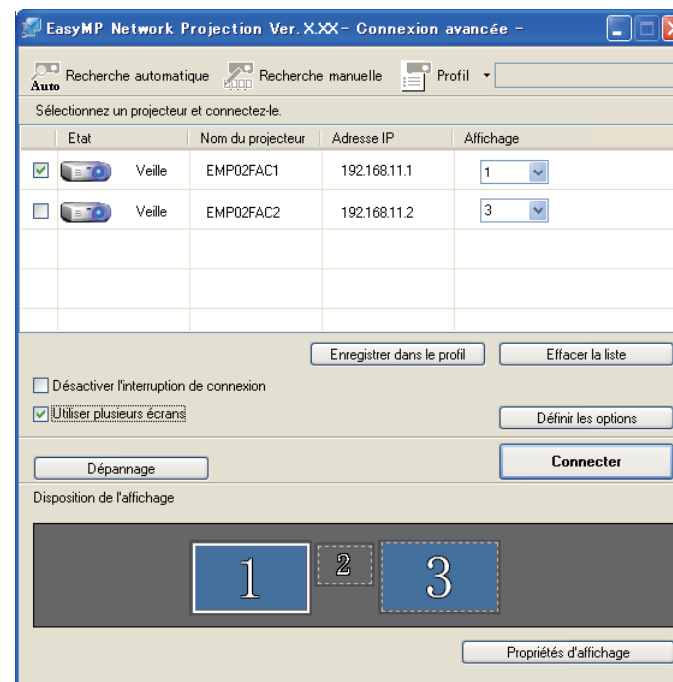 EasyMP Network Projection Ver. X.XX - Connexion avancée -
Auto Recherche automatique Recherche manuelle Profil
Sélectionnez un projecteur et connectez-le.
Etat Nom du projecteur Adresse IP Affichage
Veille EMP02FAC1 192.168.11.1 1
Veille EMP02FAC2 192.168.11.2 3
Enregistrer dans le profil Effacer la liste
Désactiver l'interruption de connexion
Utiliser plusieurs écrans
Définir les options
Dépannage Connecter
Disposition de l'affichage
1 2 3
Propriétés d'affichage